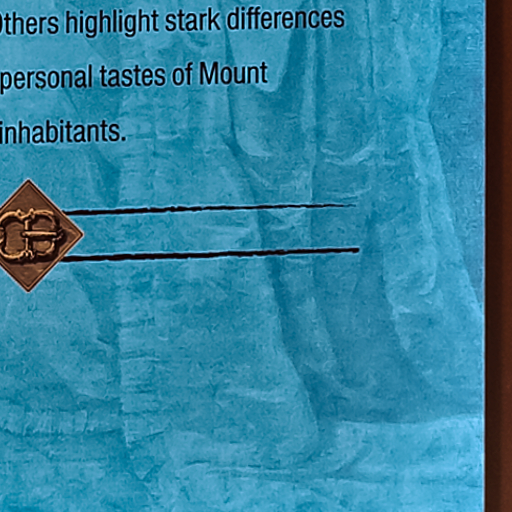 Others highlight stark differences
personal tastes of Mount
inhabitants.